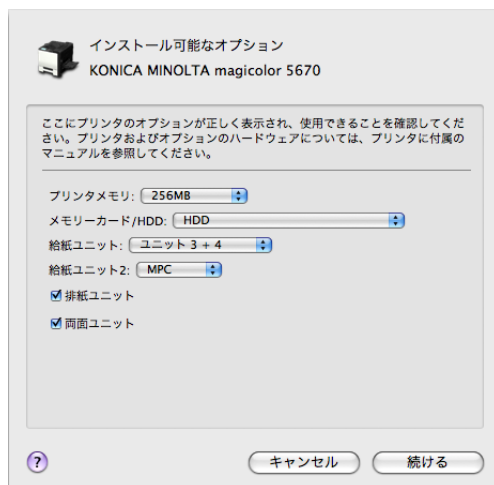 インストール可能なオプション
KONICA MINOLTA magicolor 5670
ここにプリンタのオプションが正しく表示され、使用できることを確認してくだ
さい。プリンタおよびオプションのハードウェアについては、プリンタに付属の
マニュアルを参照してください。
プリンタメモリ: 256MB
メモリーカード/HDD: HDD
給紙ユニット: ユニット 3 + 4
給紙ユニット2: MPC
排紙ユニット
両面ユニット
? キャンセル 続ける